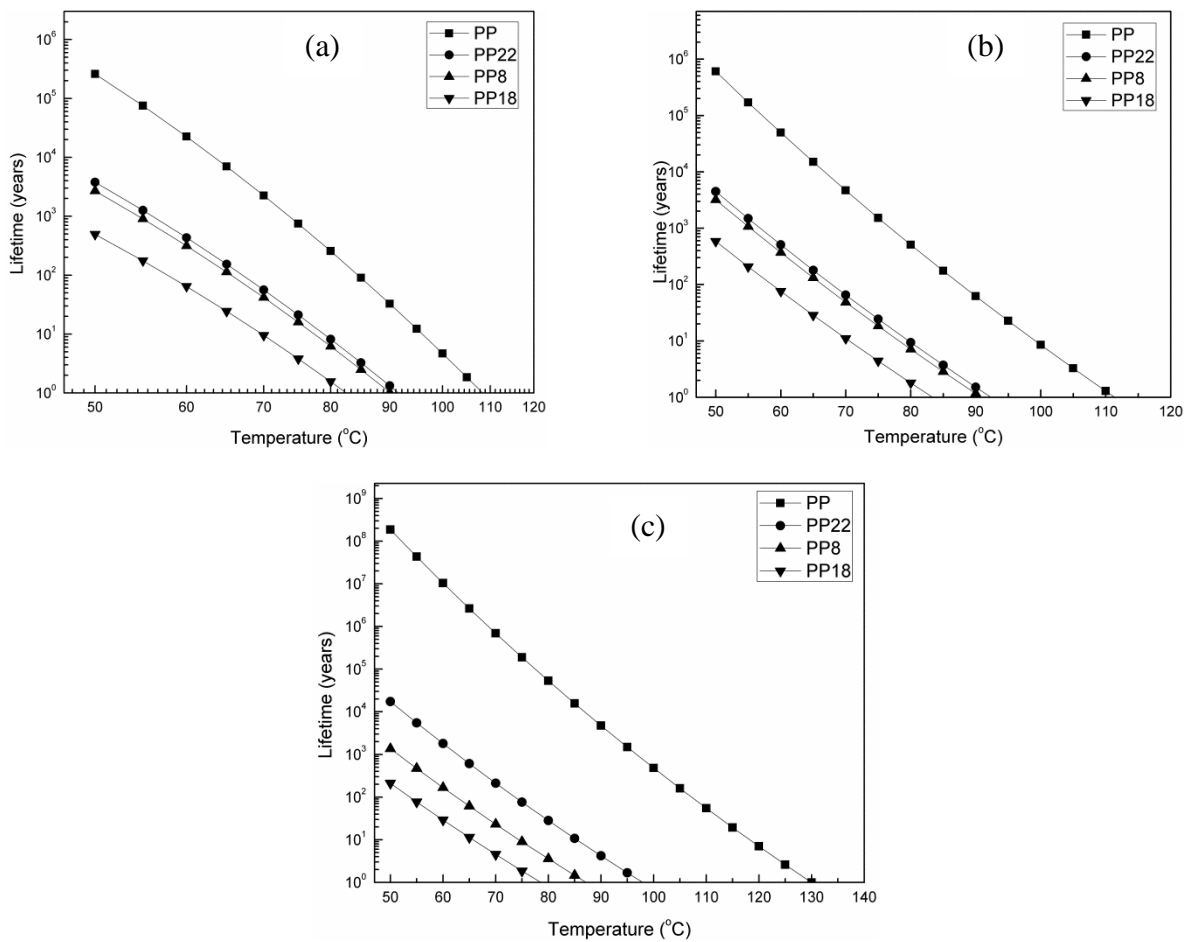 (a)
PP
PP22
PP8
PP18
10^6
10^5
10^4
10^3
10^2
10^1
10^0
Lifetime (years)
50 60 70 80 90 100 110 120
Temperature (°C)
(b)
PP
PP22
PP8
PP18
10^6
10^5
10^4
10^3
10^2
10^1
10^0
Lifetime (years)
50 60 70 80 90 100 110 120
Temperature (°C)
(c)
PP
PP22
PP8
PP18
10^9
10^8
10^7
10^6
10^5
10^4
10^3
10^2
10^1
10^0
Lifetime (years)
50 60 70 80 90 100 110 120 130 140
Temperature (°C)